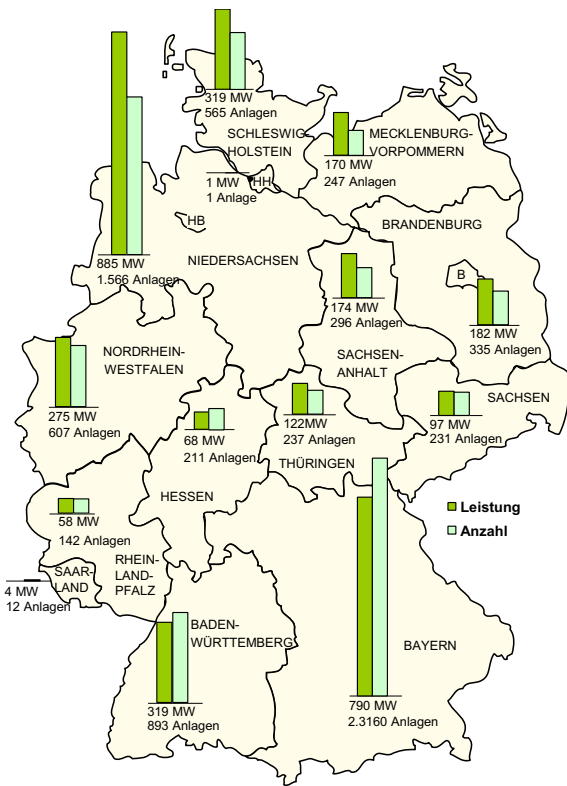 319 MW
565 Anlagen
SCHLESWIG-
HOLSTEIN
MECKLENBURG-
VORPOMMERN
170 MW
247 Anlagen
1 MW
1 Anlage
HH
HB
BRANDENBURG
NIEDERSACHSEN
885 MW
1.566 Anlagen
B
174 MW
296 Anlagen
182 MW
335 Anlagen
NORDRHEIN-
WESTFALEN
SACHSEN-
ANHALT
SACHSEN
275 MW
607 Anlagen
68 MW
211 Anlagen
122MW
237 Anlagen
97 MW
231 Anlagen
THÜRINGEN
HESSEN
Leistung
Anzahl
58 MW
142 Anlagen
RHEIN-
LAND-
PFALZ
SAAR-
LAND
4 MW
12 Anlagen
BADEN-
WÜRTTEMBERG
BAYERN
319 MW
893 Anlagen
790 MW
2.3160 Anlagen